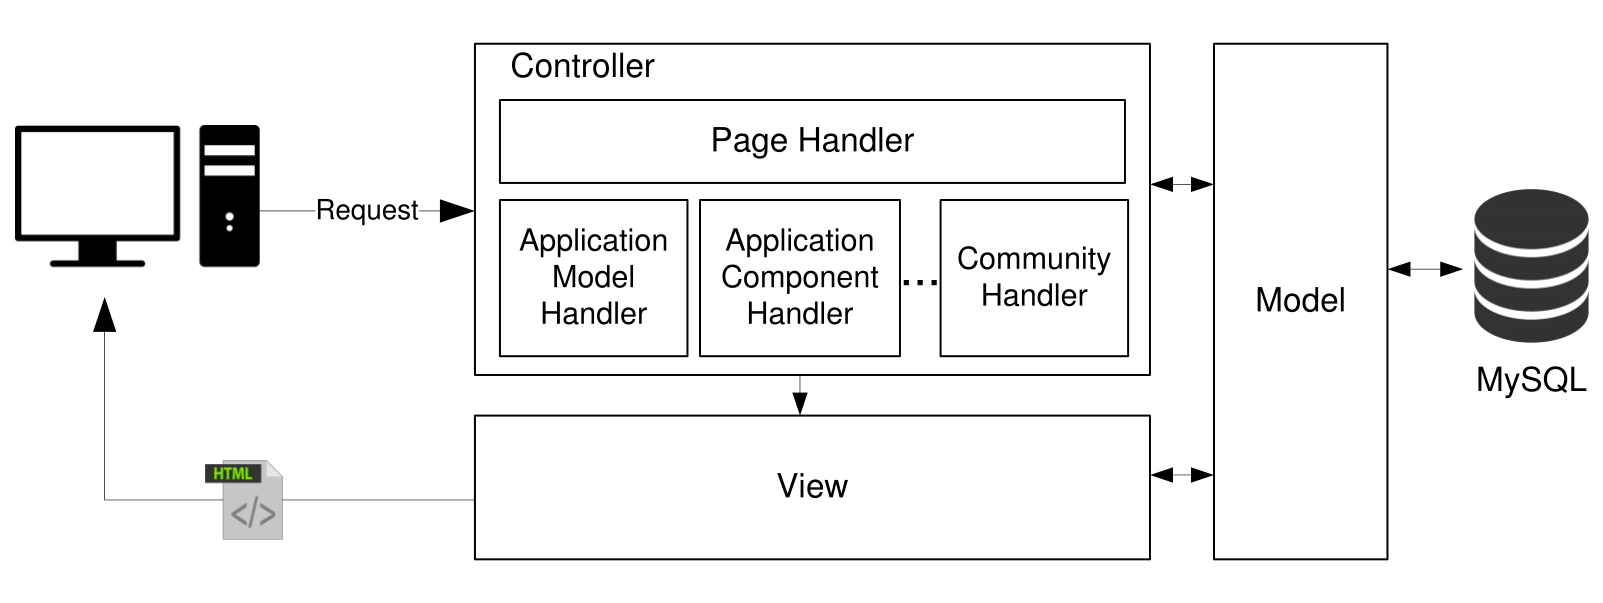 Controller
Page Handler
Request
Application
Model
Handler
Application
Component
Handler
...
Community
Handler
Model
MySQL
HTML
</>
View